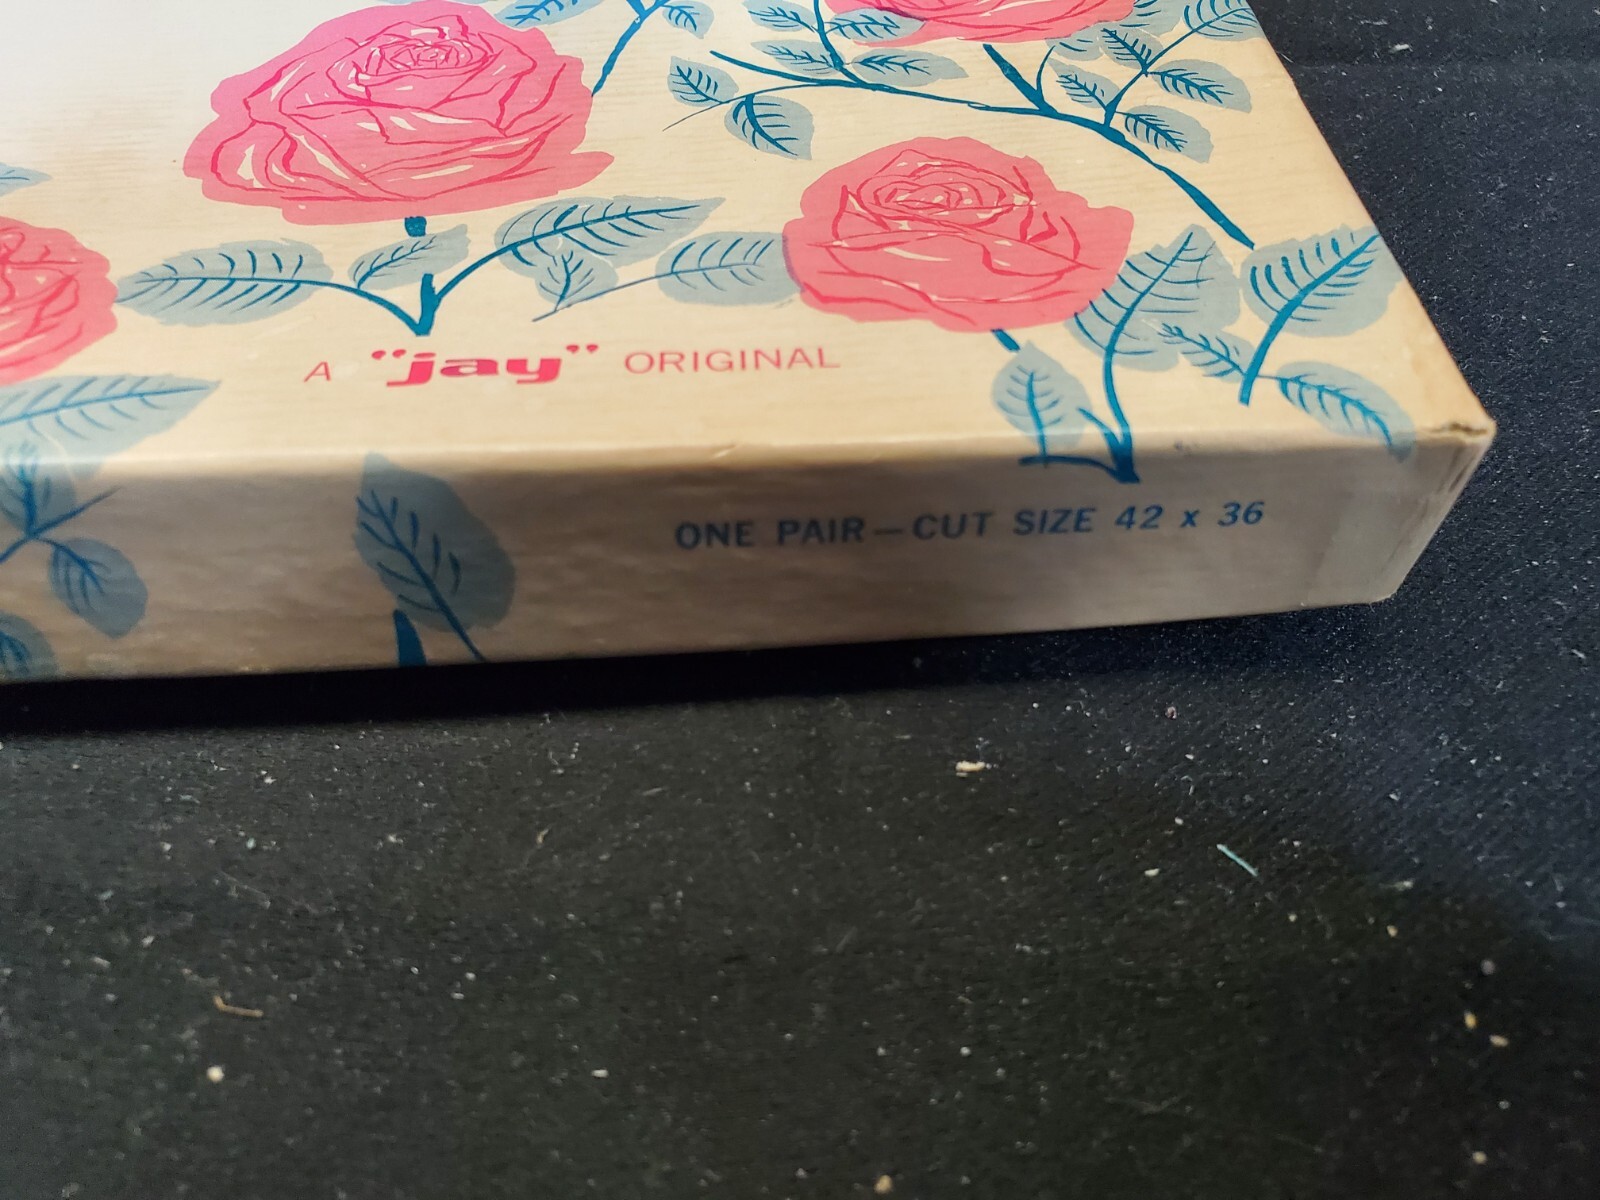 A "jay" ORIGINAL
ONE PAIR—CUT SIZE 42 x 36